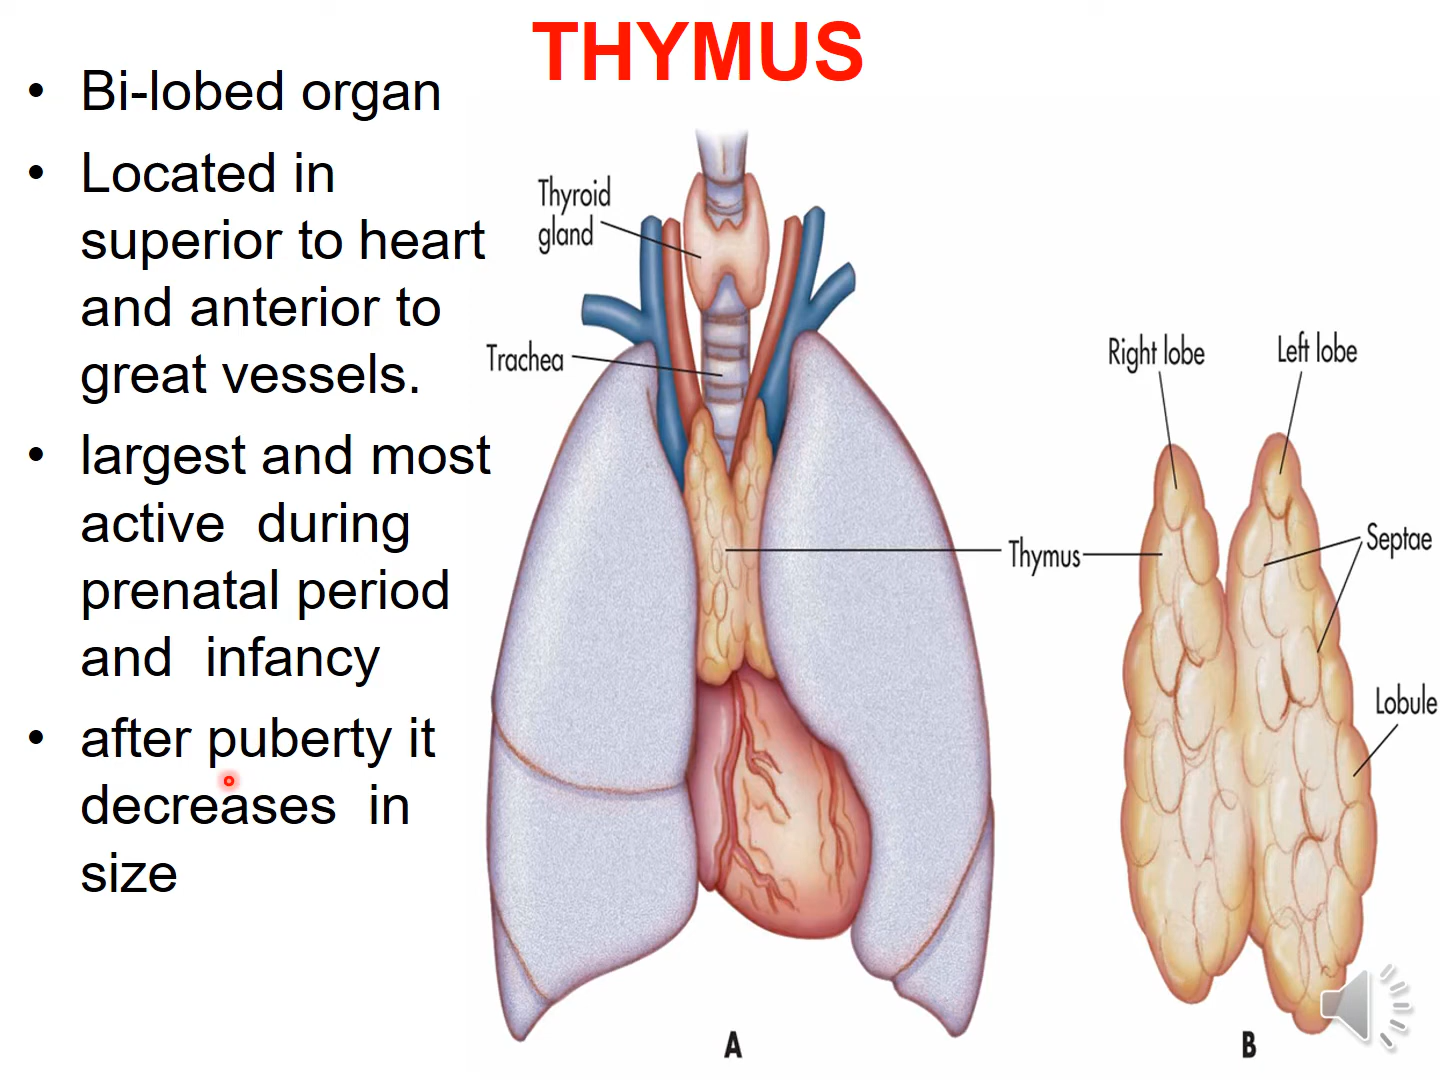 THYMUS
• Bi-lobed organ
• Located in
superior to heart
and anterior to
great vessels.
• largest and most
active during
prenatal period
and infancy
• after puberty it
decreases in
size
Thyroid
gland
Trachea
Thymus
A
Right lobe
Left lobe
Septae
Lobule
B